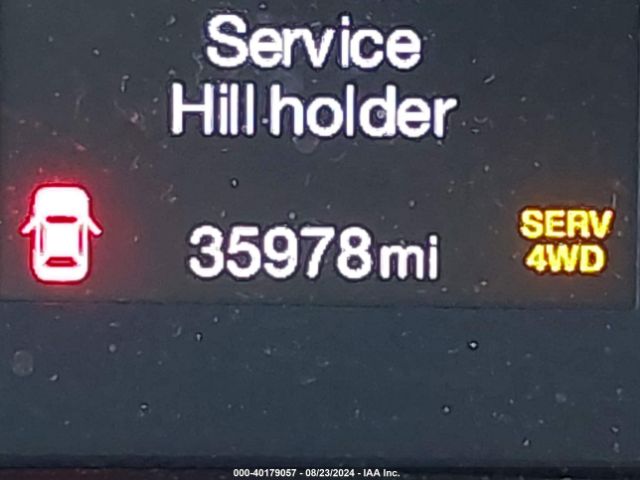 Service
Hill holder
35978mi
SERV
4WD
000-40179057 - 08/23/2024 - IAA Inc.